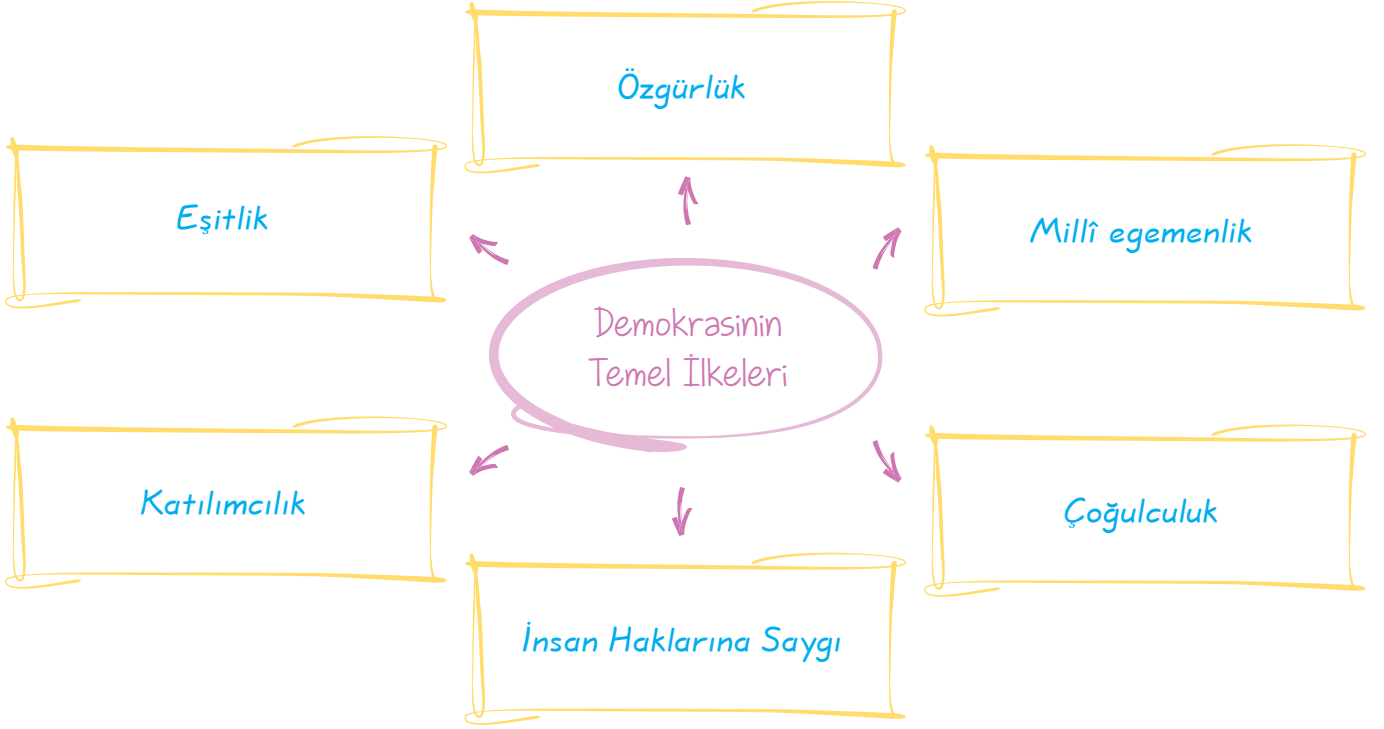 Özgürlük
Eşitlik
Millî egemenlik
Demokrasinin
Temel İlkeleri
Katılımcılık
Çoğulculuk
İnsan Haklarına Saygı